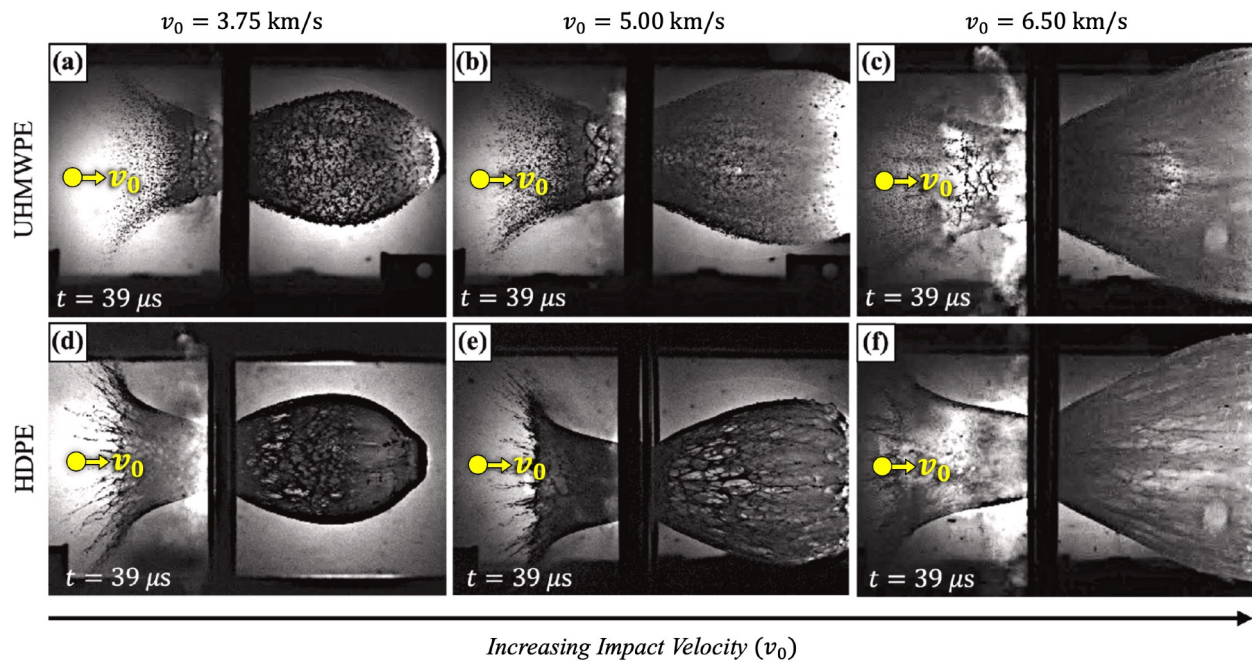 v₀ = 3.75 km/s
v₀ = 5.00 km/s
v₀ = 6.50 km/s
UHMWPE
(a)
v₀
t = 39 μs
(b)
v₀
t = 39 μs
(c)
v₀
t = 39 μs
HDPE
(d)
v₀
t = 39 μs
(e)
v₀
t = 39 μs
(f)
v₀
t = 39 μs
Increasing Impact Velocity (v₀)